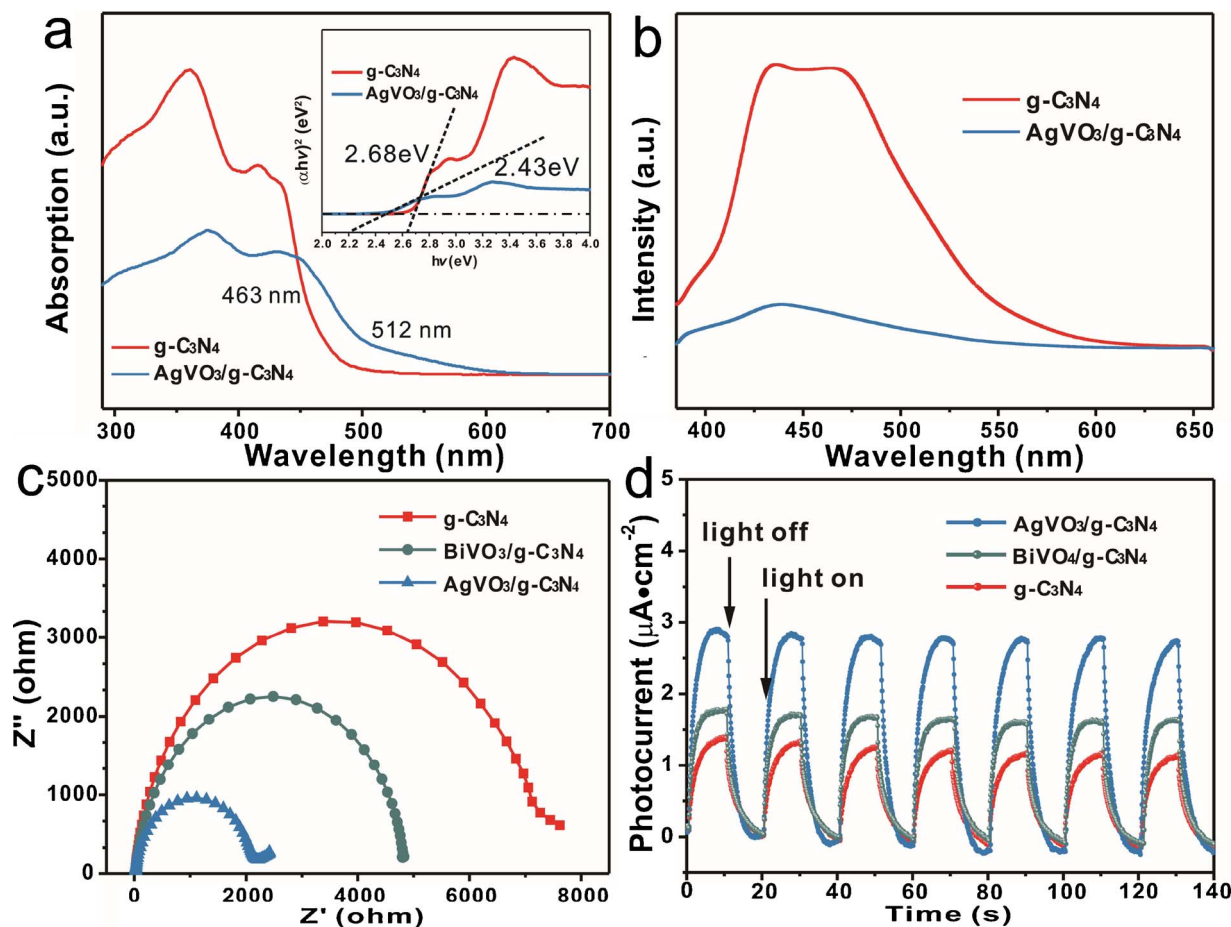 a
Absorption (a.u.)
g-C₃N₄
AgVO₃/g-C₃N₄
(αhν)² (eV²)
2.68eV
2.43eV
2.0 2.2 2.4 2.6 2.8 3.0 3.2 3.4 3.6 3.8 4.0
hν (eV)
463 nm
512 nm
g-C₃N₄
AgVO₃/g-C₃N₄
300 400 500 600 700
Wavelength (nm)
b
Intensity (a.u.)
g-C₃N₄
AgVO₃/g-C₃N₄
400 450 500 550 600 650
Wavelength (nm)
c
Z" (ohm)
5000
4000
3000
2000
1000
0
g-C₃N₄
BiVO₃/g-C₃N₄
AgVO₃/g-C₃N₄
0 2000 4000 6000 8000
Z' (ohm)
d
Photocurrent (μA•cm⁻²)
5
4
3
2
1
0
light off
light on
AgVO₃/g-C₃N₄
BiVO₄/g-C₃N₄
g-C₃N₄
0 20 40 60 80 100 120 140
Time (s)